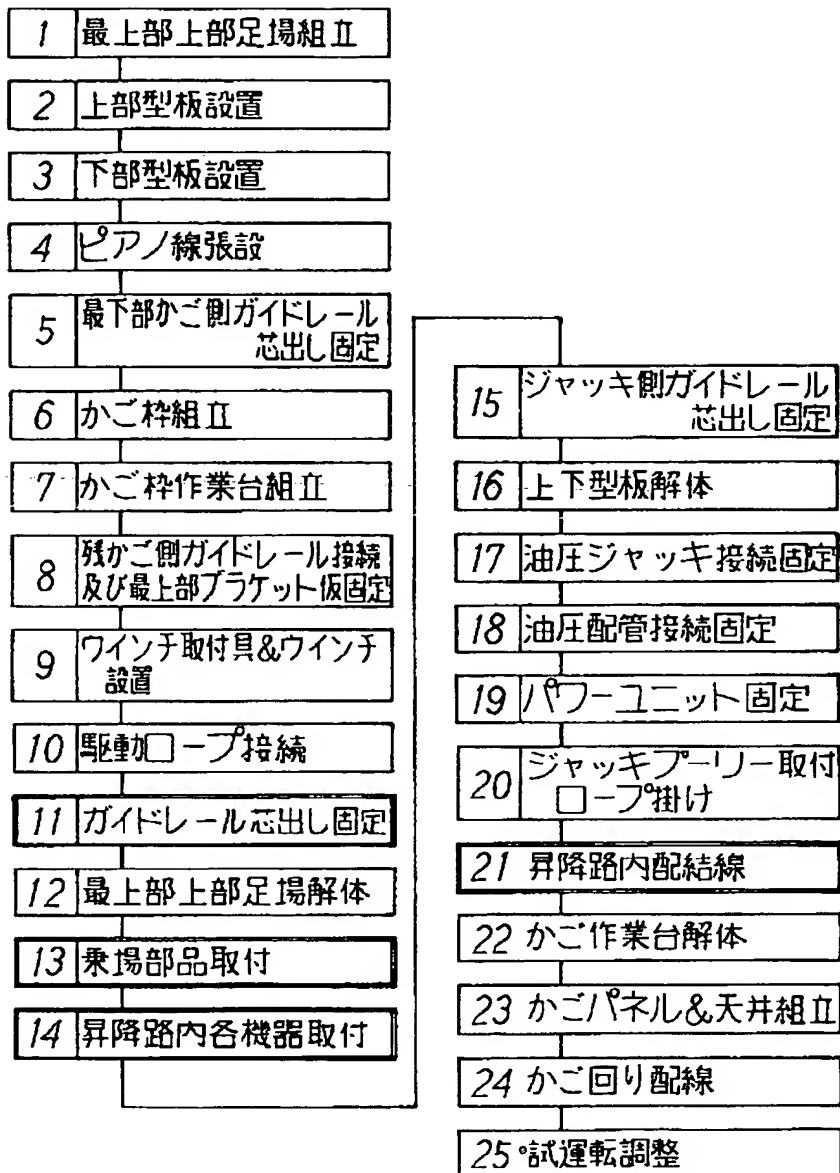 1 最上部上部足場組立
2 上部型板設置
3 下部型板設置
4 ピアノ線張設
5 最下部かご側ガイドレール
芯出し固定
6 かご枠組立
7 かご枠作業台組立
8 残かご側ガイドレール接続
及び最上部ブラケット仮固定
9 ワインチ取付具&ウインチ
設置
10 駆動ロープ接続
11 ガイドレール芯出し固定
12 最上部上部足場解体
13 乗場部品取付
14 昇降路内各機器取付
15 ジャッキ側ガイドレール
芯出し固定
16 上下型板解体
17 油圧ジャッキ接続固定
18 油圧配管接続固定
19 パワーユニット固定
20 ジャッキプーリー取付
ロープ掛け
21 昇降路内配結線
22 かご作業台解体
23 かごパネル&天井組立
24 かご回り配線
25 試運転調整